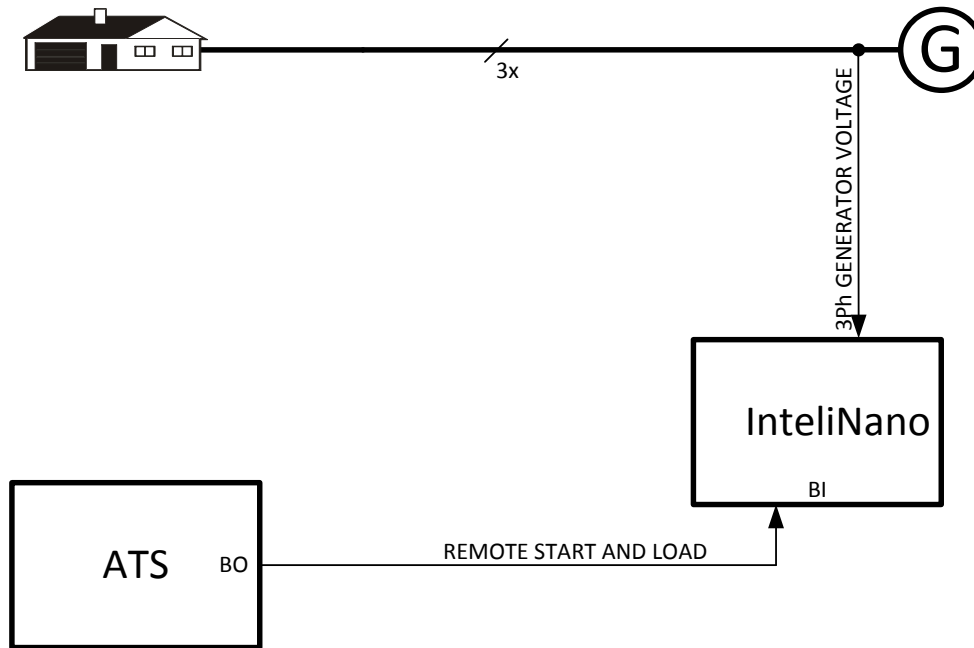 G
3x
3Ph GENERATOR VOLTAGE
InteliNano
BI
ATS
BO
REMOTE START AND LOAD